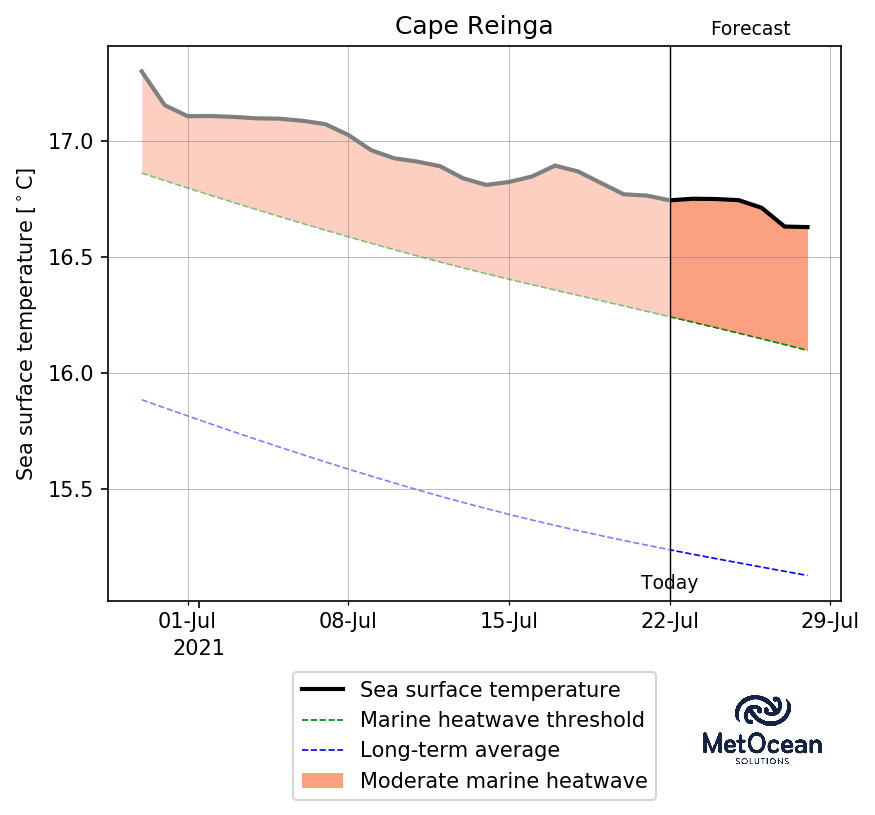 Cape Reinga
Forecast
Sea surface temperature [°C]
17.0
16.5
16.0
15.5
Today
01-Jul
2021
08-Jul
15-Jul
22-Jul
29-Jul
Sea surface temperature
Marine heatwave threshold
Long-term average
Moderate marine heatwave
MetOcean
SOLUTIONS